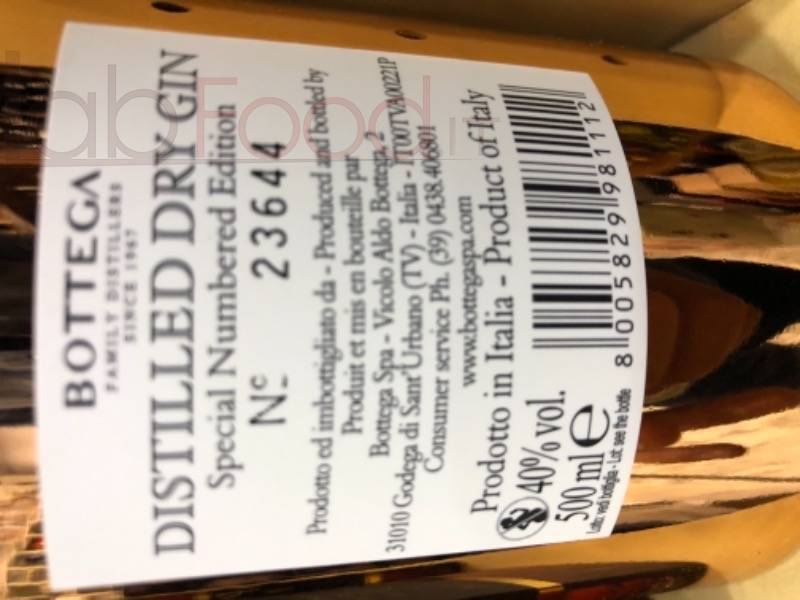 BOTTEGA
FAMILY DISTILLERS
SINCE 1967
DISTILLED DRY GIN
Special Numbered Edition
Nº 23644
Prodotto ed imbottigliato da - Produced and bottled by
Produit et mis en bouteille par
Bottega Spa - Vicolo Aldo Bottega, 2
31010 Godega di Sant'Urbano (TV) - Italia - IT00TVA00221P
Consumer service Ph. (39) 0438.406801
www.bottegaspa.com
Prodotto in Italia - Product of Italy
40% vol.
500 ml e
Lotto: vedi bottiglia - Lot: see the bottle
8 005829 981112
labFood